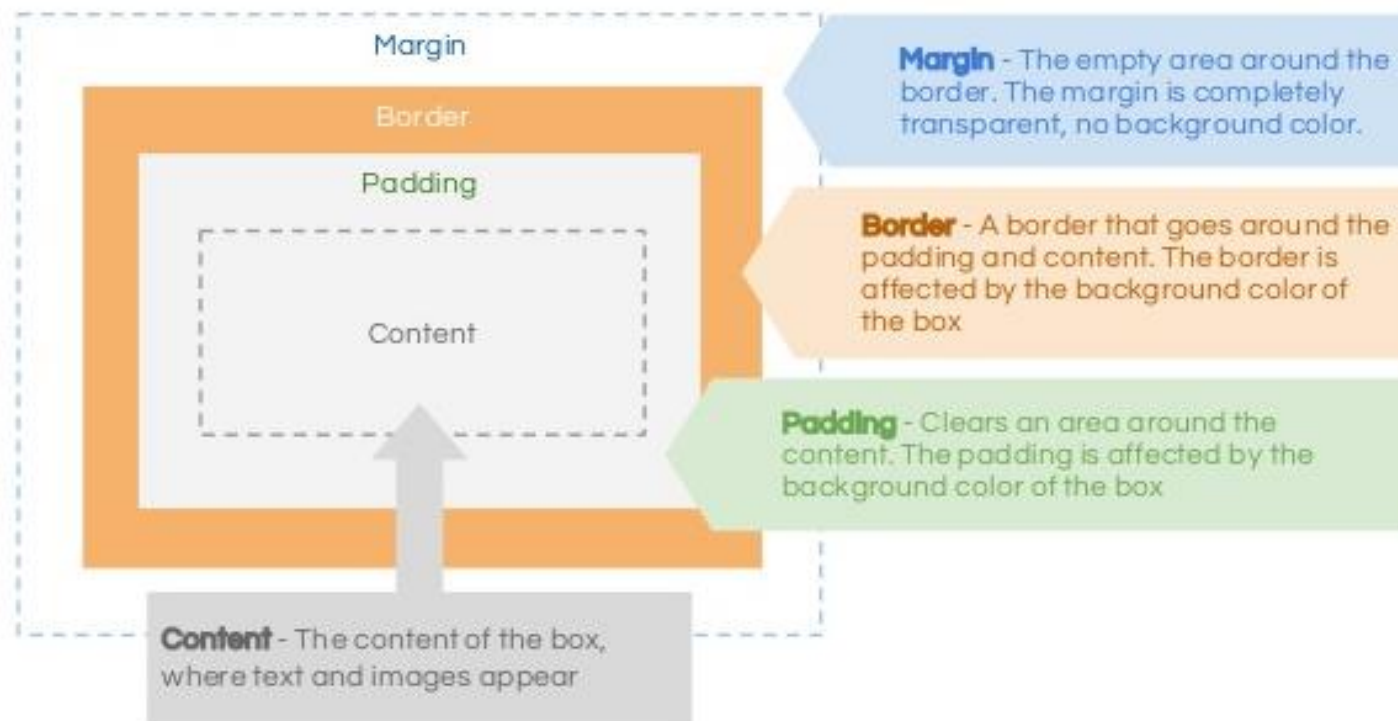 Margin
Border
Padding
Content
Margin - The empty area around the
border. The margin is completely
transparent, no background color.
Border - A border that goes around the
padding and content. The border is
affected by the background color of
the box
Padding - Clears an area around the
content. The padding is affected by the
background color of the box
Content - The content of the box,
where text and images appear